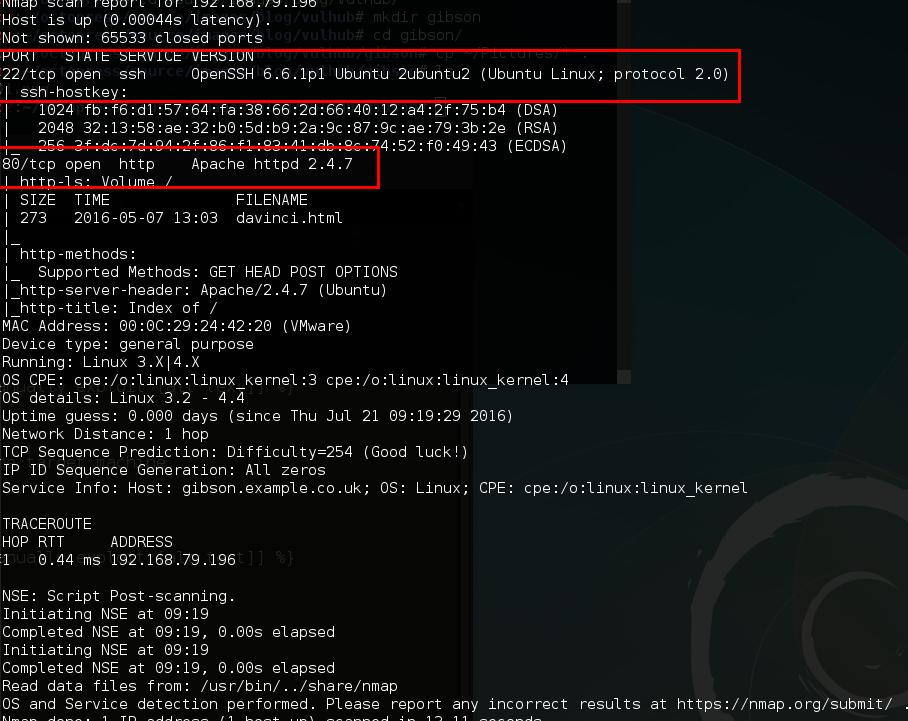 Nmap scan report for 192.168.79.196
Host is up (0.00044s latency).
Not shown: 65533 closed ports
PORT   STATE SERVICE VERSION
22/tcp open  ssh     OpenSSH 6.6.1p1 Ubuntu 2ubuntu2 (Ubuntu Linux; protocol 2.0)
| ssh-hostkey:
|   1024 fb:f6:d1:57:64:fa:38:66:2d:66:40:12:a4:2f:75:b4 (DSA)
|   2048 32:13:58:ae:32:b0:5d:b9:2a:9c:87:9c:ae:79:3b:2e (RSA)
|_  256 3f:dc:7d:94:2f:86:f1:83:41:db:8c:74:52:f0:49:43 (ECDSA)
80/tcp open  http    Apache httpd 2.4.7
| http-ls: Volume /
| SIZE  TIME              FILENAME
| 273   2016-05-07 13:03  davinci.html
|_
| http-methods:
|_  Supported Methods: GET HEAD POST OPTIONS
|_http-server-header: Apache/2.4.7 (Ubuntu)
|_http-title: Index of /
MAC Address: 00:0C:29:24:42:20 (VMware)
Device type: general purpose
Running: Linux 3.X|4.X
OS CPE: cpe:/o:linux:linux_kernel:3 cpe:/o:linux:linux_kernel:4
OS details: Linux 3.2 - 4.4
Uptime guess: 0.000 days (since Thu Jul 21 09:19:29 2016)
Network Distance: 1 hop
TCP Sequence Prediction: Difficulty=254 (Good luck!)
IP ID Sequence Generation: All zeros
Service Info: Host: gibson.example.co.uk; OS: Linux; CPE: cpe:/o:linux:linux_kernel
TRACEROUTE
HOP RTT     ADDRESS
1   0.44 ms 192.168.79.196
NSE: Script Post-scanning.
Initiating NSE at 09:19
Completed NSE at 09:19, 0.00s elapsed
Initiating NSE at 09:19
Completed NSE at 09:19, 0.00s elapsed
Read data files from: /usr/bin/../share/nmap
OS and Service detection performed. Please report any incorrect results at https://nmap.org/submit/ .
Nmap done: 1 IP address (1 host up) scanned in 13.11 seconds